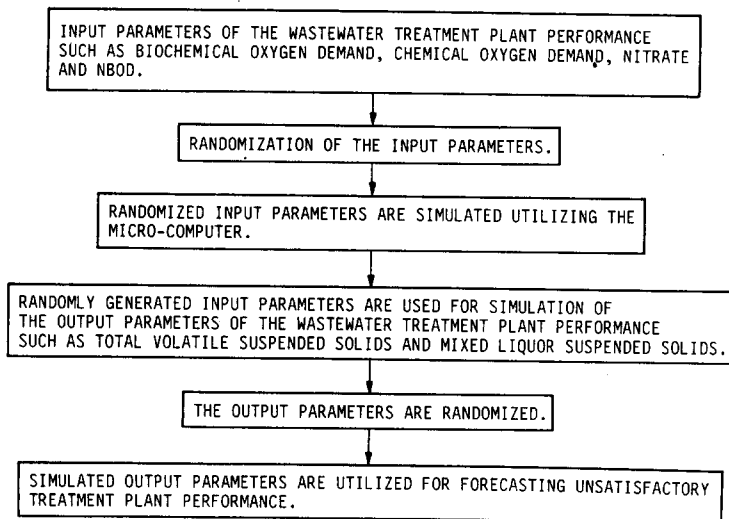 INPUT PARAMETERS OF THE WASTEWATER TREATMENT PLANT PERFORMANCE
SUCH AS BIOCHEMICAL OXYGEN DEMAND, CHEMICAL OXYGEN DEMAND, NITRATE
AND NBOD.
RANDOMIZATION OF THE INPUT PARAMETERS.
RANDOMIZED INPUT PARAMETERS ARE SIMULATED UTILIZING THE
MICRO-COMPUTER.
RANDOMLY GENERATED INPUT PARAMETERS ARE USED FOR SIMULATION OF
THE OUTPUT PARAMETERS OF THE WASTEWATER TREATMENT PLANT PERFORMANCE
SUCH AS TOTAL VOLATILE SUSPENDED SOLIDS AND MIXED LIQUOR SUSPENDED SOLIDS.
THE OUTPUT PARAMETERS ARE RANDOMIZED.
SIMULATED OUTPUT PARAMETERS ARE UTILIZED FOR FORECASTING UNSATISFACTORY
TREATMENT PLANT PERFORMANCE.